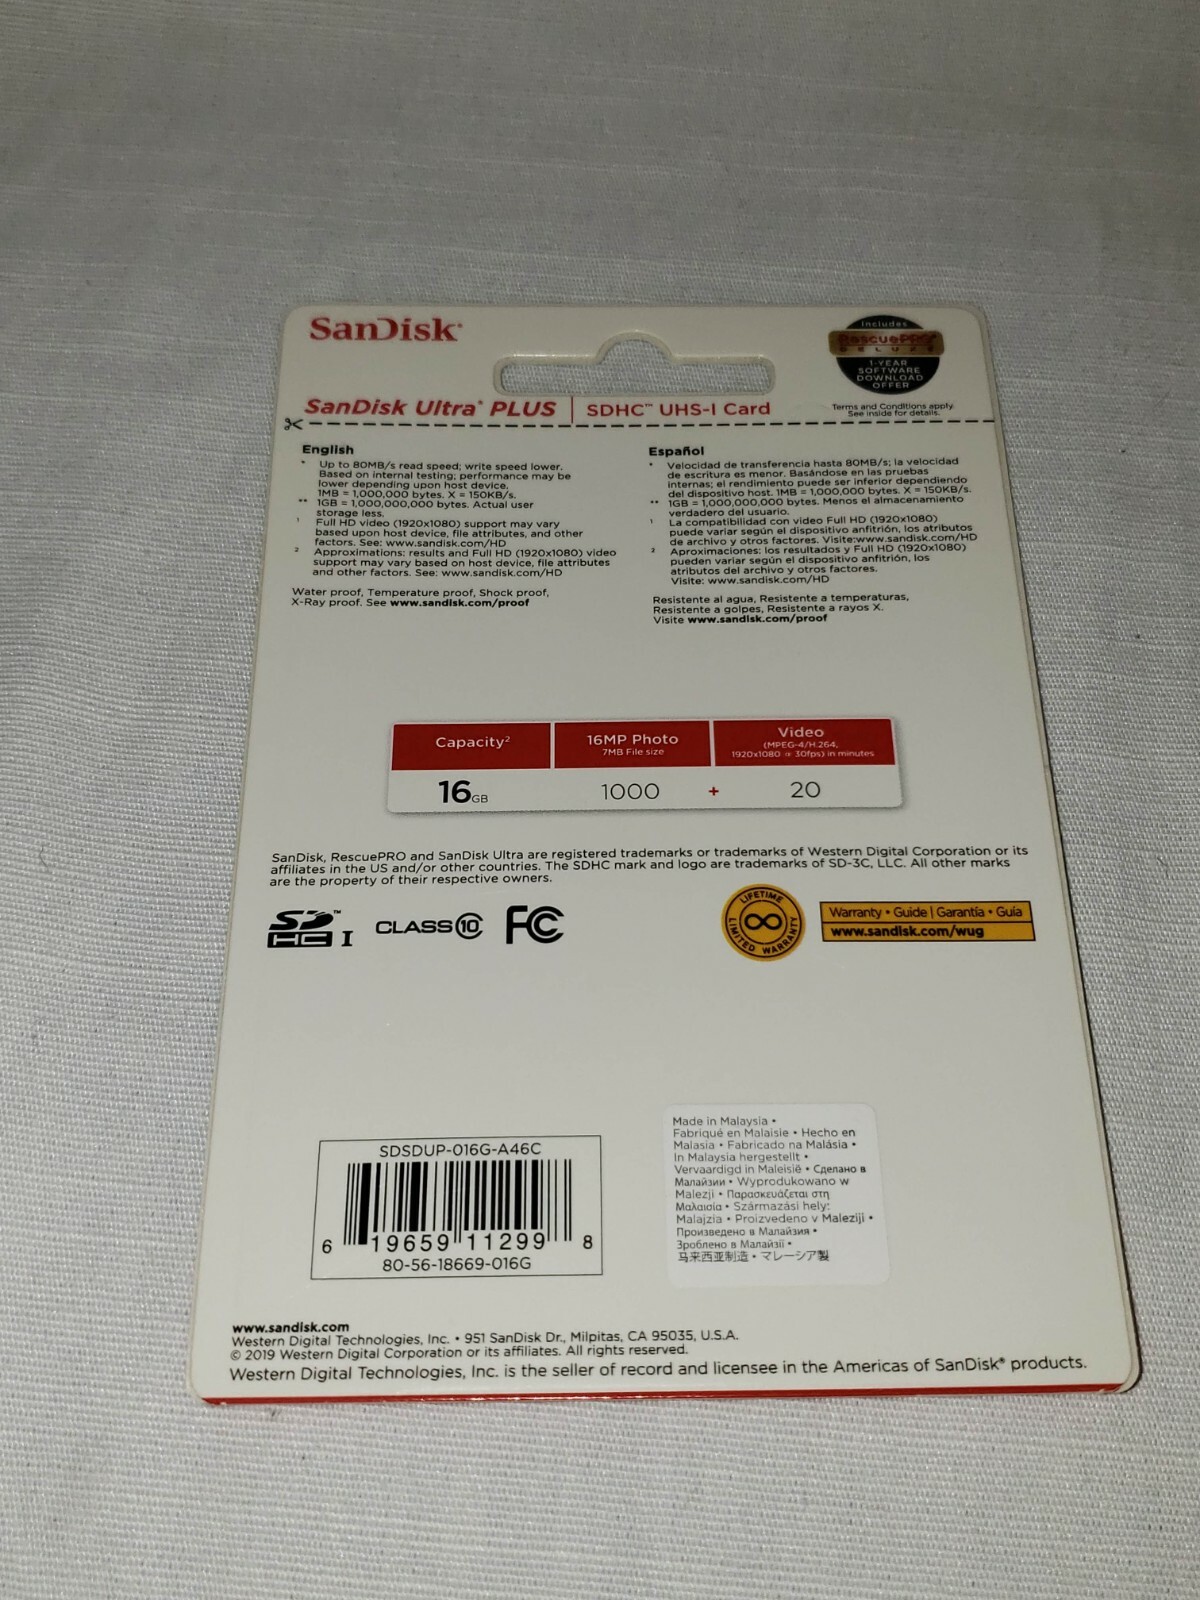 SanDisk®
Includes
RescuePRO®
DELUXE
1-YEAR
SOFTWARE
DOWNLOAD
OFFER
Terms and Conditions apply.
See inside for details.
SanDisk Ultra® PLUS | SDHC™ UHS-I Card
English
* Up to 80MB/s read speed; write speed lower.
Based on internal testing; performance may be
lower depending upon host device.
1MB = 1,000,000 bytes. X = 150KB/s.
** 1GB = 1,000,000,000 bytes. Actual user
storage less.
¹ Full HD video (1920x1080) support may vary
based upon host device, file attributes, and other
factors. See: www.sandisk.com/HD
² Approximations: results and Full HD (1920x1080) video
support may vary based on host device, file attributes
and other factors. See: www.sandisk.com/HD
Water proof, Temperature proof, Shock proof,
X-Ray proof. See www.sandisk.com/proof
Español
* Velocidad de transferencia hasta 80MB/s; la velocidad
de escritura es menor. Basándose en las pruebas
internas; el rendimiento puede ser inferior dependiendo
del dispositivo host. 1MB = 1,000,000 bytes. X = 150KB/s.
** 1GB = 1,000,000,000 bytes. Menos el almacenamiento
verdadero del usuario.
¹ La compatibilidad con video Full HD (1920x1080)
puede variar según el dispositivo anfitrión, los atributos
de archivo y otros factores. Visite:www.sandisk.com/HD
² Aproximaciones: los resultados y Full HD (1920x1080)
pueden variar según el dispositivo anfitrión, los
atributos del archivo y otros factores.
Visite: www.sandisk.com/HD
Resistente al agua, Resistente a temperaturas,
Resistente a golpes, Resistente a rayos X.
Visite www.sandisk.com/proof
Capacity²
16MP Photo
7MB File size
Video
(MPEG-4/H.264,
1920x1080 @ 30fps) in minutes
16GB 1000 + 20
SanDisk, RescuePRO and SanDisk Ultra are registered trademarks or trademarks of Western Digital Corporation or its
affiliates in the US and/or other countries. The SDHC mark and logo are trademarks of SD-3C, LLC. All other marks
are the property of their respective owners.
SD™
HC I
CLASS 10
FC
LIFETIME
LIMITED WARRANTY
Warranty • Guide | Garantía • Guía
www.sandisk.com/wug
SDSDUP-016G-A46C
6 19659 11299 8
80-56-18669-016G
Made in Malaysia •
Fabriqué en Malaisie • Hecho en
Malasia • Fabricado na Malásia •
In Malaysia hergestellt •
Vervaardigd in Maleisië • Сделано в
Малайзии • Wyprodukowano w
Malezji • Παρασκευάζεται στη
Μαλαισία • Származási hely:
Malajzia • Proizvedeno v Maleziji •
Произведено в Малайзия •
Зроблено в Малайзії •
马来西亚制造 • マレーシア製
www.sandisk.com
Western Digital Technologies, Inc. • 951 SanDisk Dr., Milpitas, CA 95035, U.S.A.
© 2019 Western Digital Corporation or its affiliates. All rights reserved.
Western Digital Technologies, Inc. is the seller of record and licensee in the Americas of SanDisk® products.